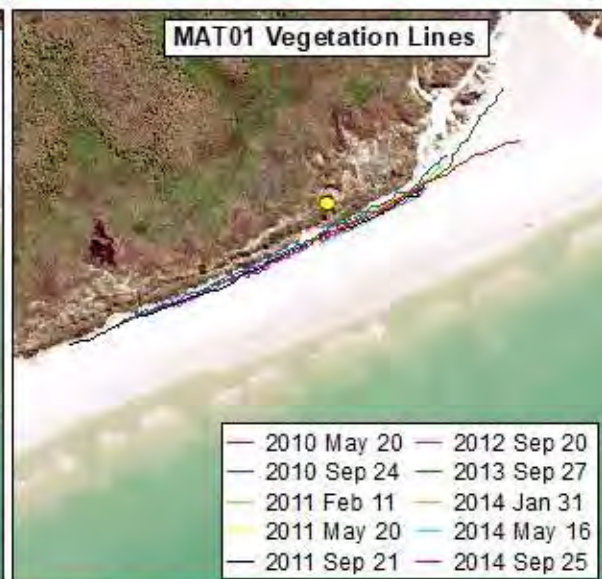 MAT01 Vegetation Lines
2010 May 20
2012 Sep 20
2010 Sep 24
2013 Sep 27
2011 Feb 11
2014 Jan 31
2011 May 20
2014 May 16
2011 Sep 21
2014 Sep 25